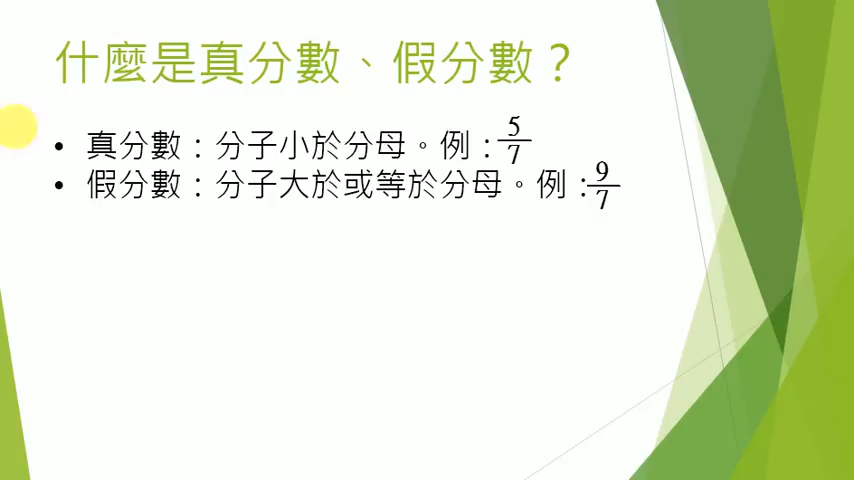 什麼是真分數、假分數？
• 真分數：分子小於分母。例：5/7
• 假分數：分子大於或等於分母。例：9/7